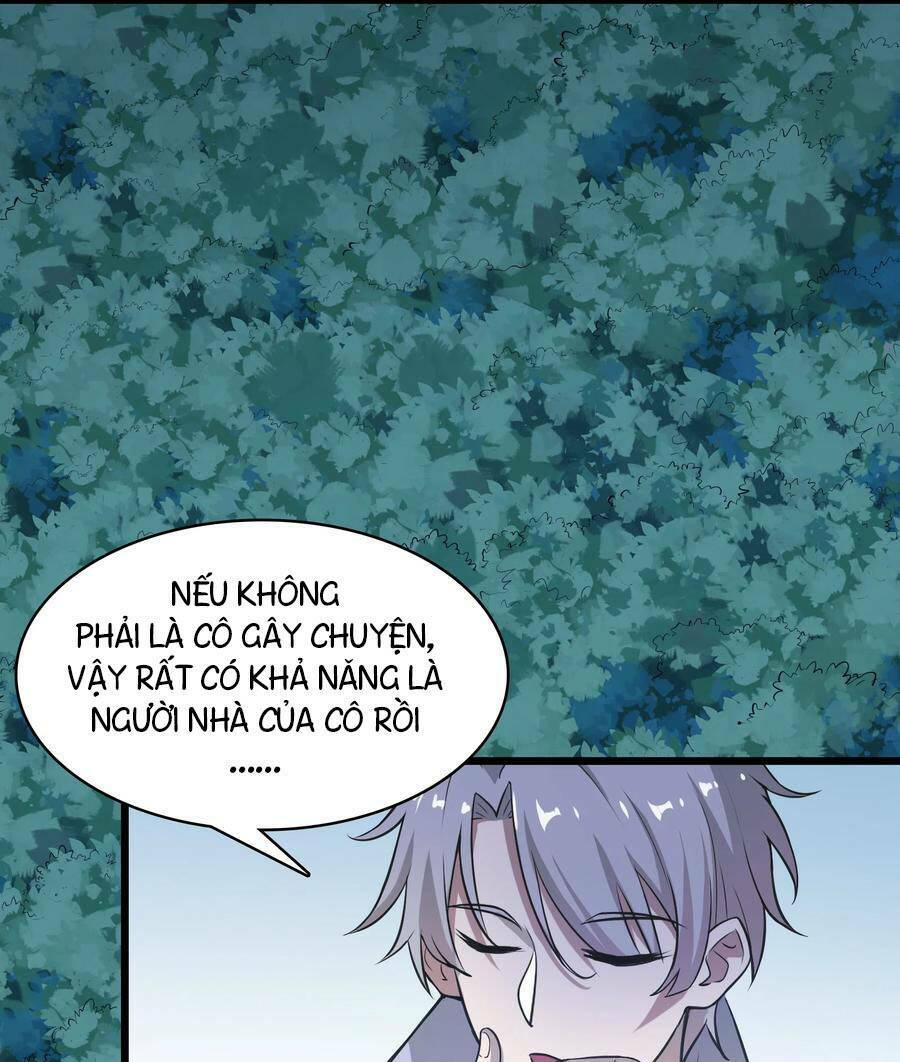 NẾU KHÔNG
PHẢI LÀ CÔ GÂY CHUYỆN,
VẬY RẤT CÓ KHẢ NĂNG LÀ
NGƯỜI NHÀ CỦA CÔ RỒI
......